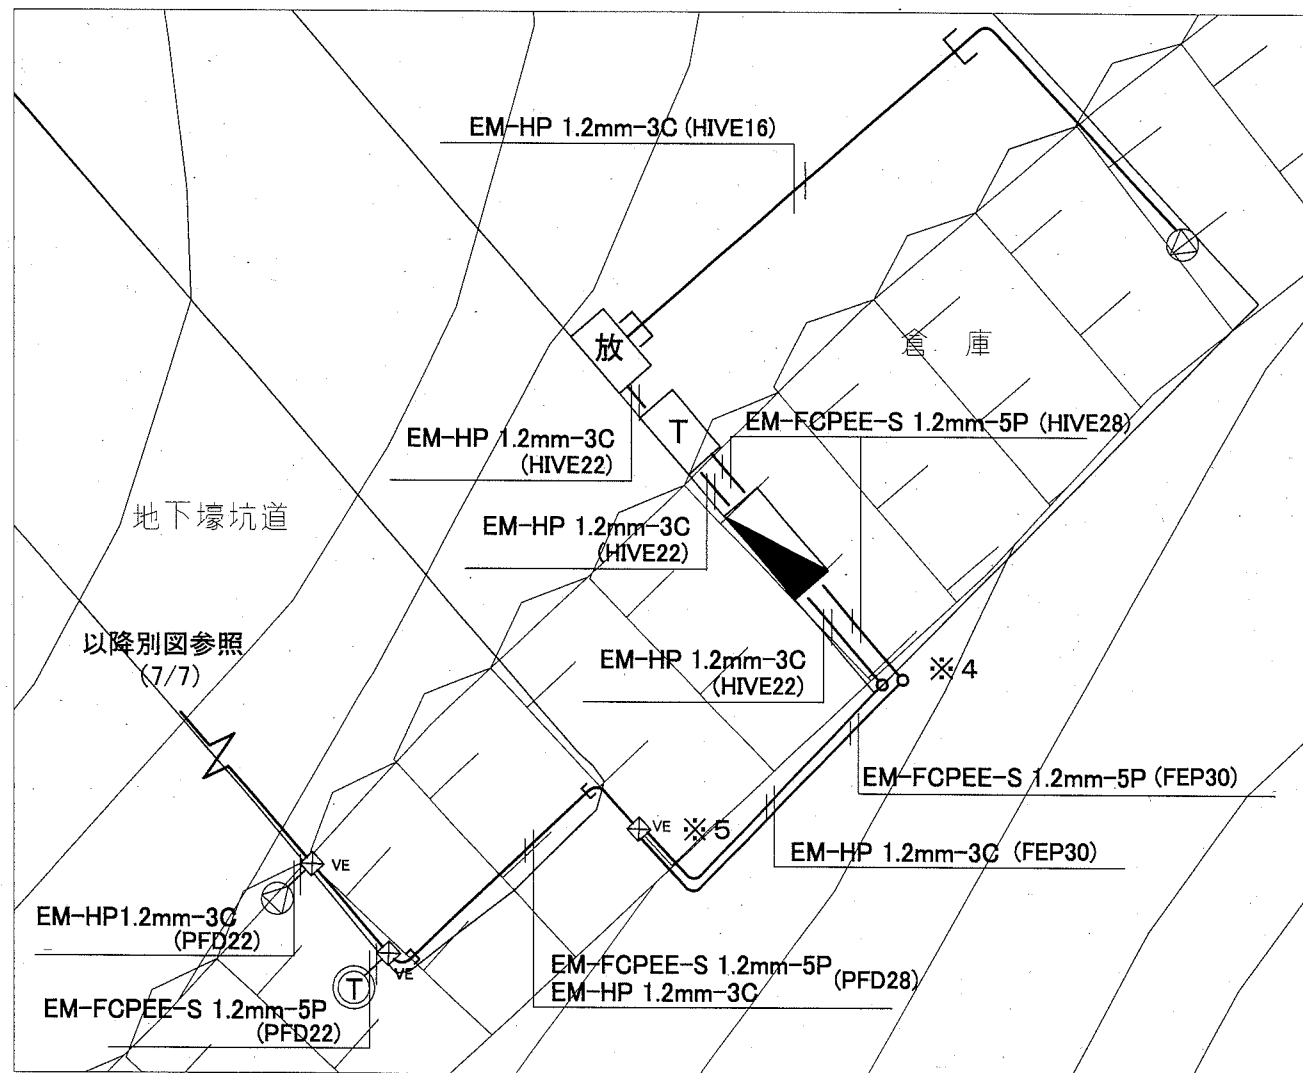 EM-HP 1.2mm-3C (HIVE16)
倉 庫
放
EM-HP 1.2mm-3C
(HIVE22)
T
EM-FCPEE-S 1.2mm-5P (HIVE28)
地下壕坑道
EM-HP 1.2mm-3C
(HIVE22)
以降別図参照
(7/7)
EM-HP 1.2mm-3C
(HIVE22)
※4
EM-FCPEE-S 1.2mm-5P (FEP30)
VE ※5
EM-HP 1.2mm-3C (FEP30)
VE
EM-HP1.2mm-3C
(PFD22)
VE
T
EM-FCPEE-S 1.2mm-5P
EM-HP 1.2mm-3C
(PFD28)
EM-FCPEE-S 1.2mm-5P
(PFD22)